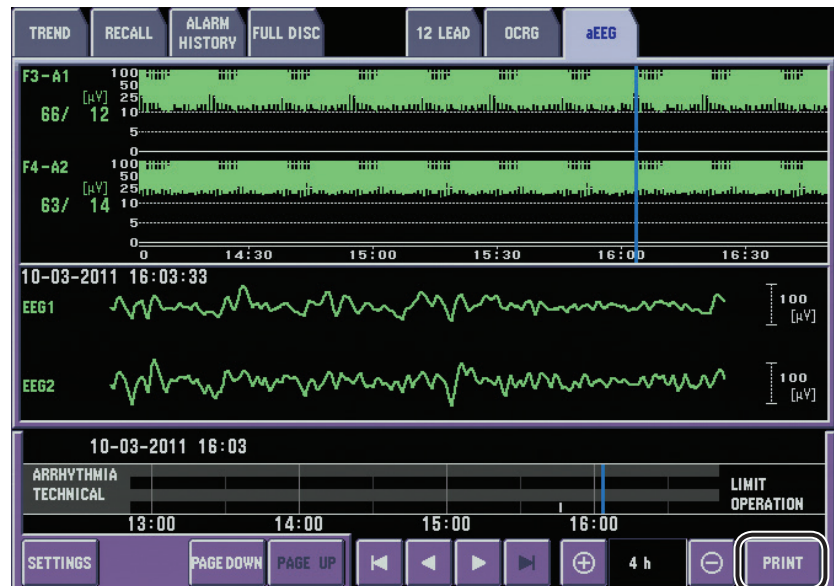 TREND RECALL ALARM HISTORY FULL DISC 12 LEAD OCRG aEEG
F3-A1 100
50
[µV] 25
66/ 12 10
5
0
F4-A2 100
50
[µV] 25
63/ 14 10
5
0
0 14:30 15:00 15:30 16:00 16:30
10-03-2011 16:03:33
EEG1 100
[µV]
EEG2 100
[µV]
10-03-2011 16:03
ARRHYTHMIA
TECHNICAL LIMIT
OPERATION
13:00 14:00 15:00 16:00
SETTINGS PAGE DOWN PAGE UP 4 h PRINT